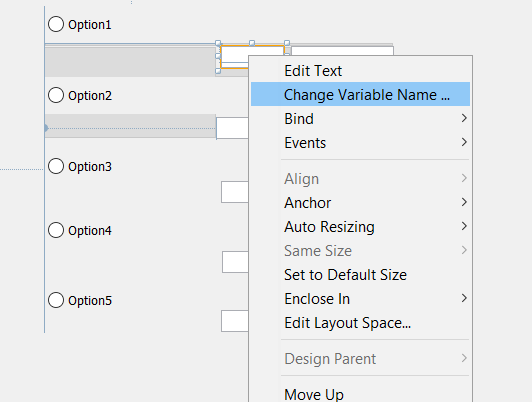 Option1
Option2
Option3
Option4
Option5
Edit Text
Change Variable Name ...
Bind
Events
Align
Anchor
Auto Resizing
Same Size
Set to Default Size
Enclose In
Edit Layout Space...
Design Parent
Move Up